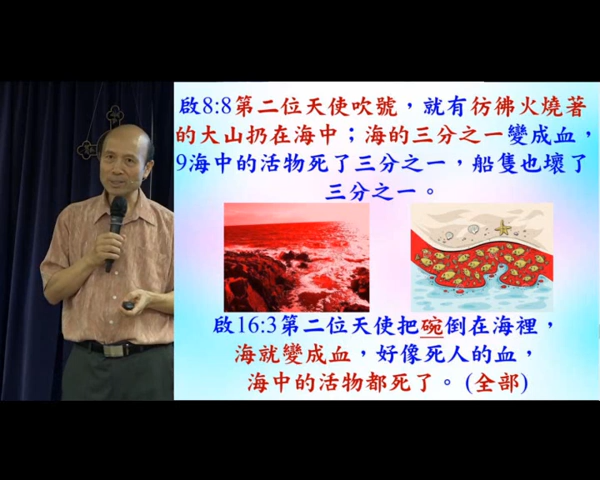 啟8:8第二位天使吹號，就有彷彿火燒著
的大山扔在海中；海的三分之一變成血，
9海中的活物死了三分之一，船隻也壞了
三分之一。
啟16:3第二位天使把碗倒在海裡，
海就變成血，好像死人的血，
海中的活物都死了。(全部)